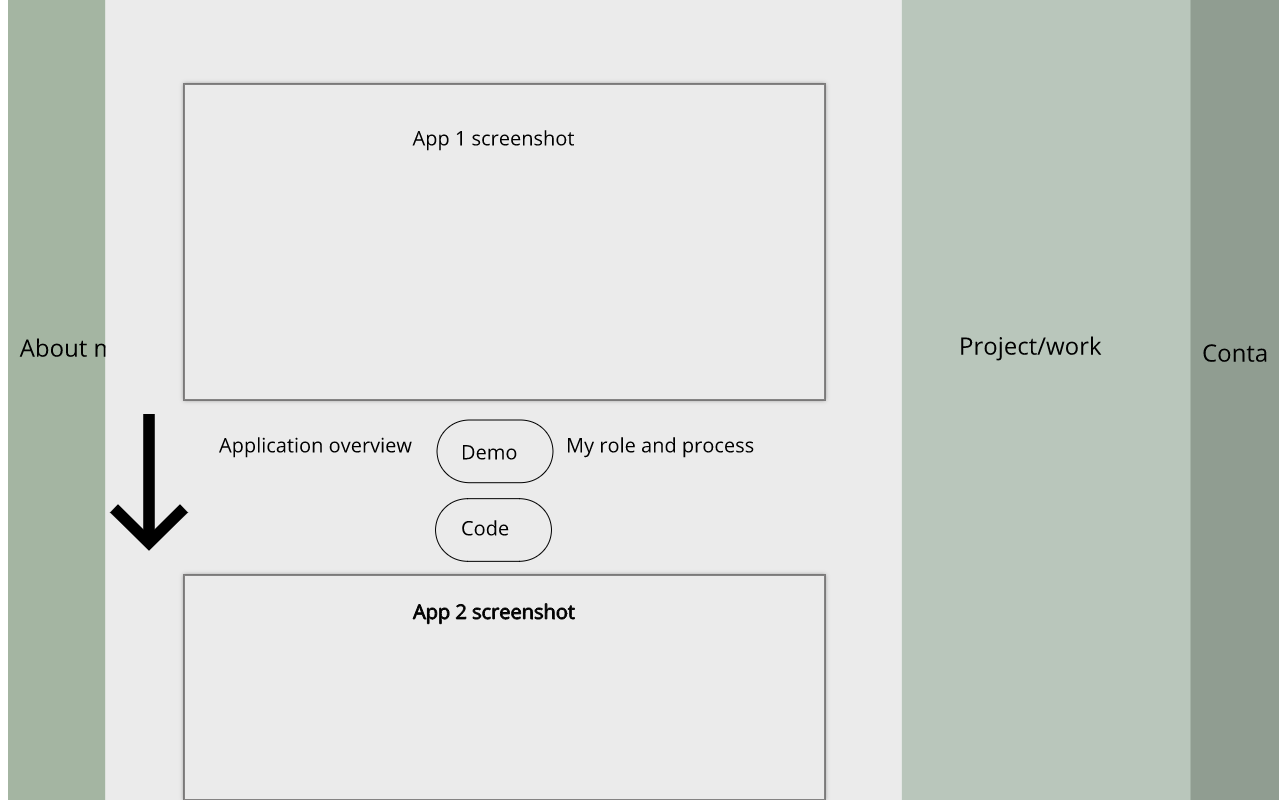 App 1 screenshot
About m
Project/work
Conta
Application overview
Demo
My role and process
Code
App 2 screenshot